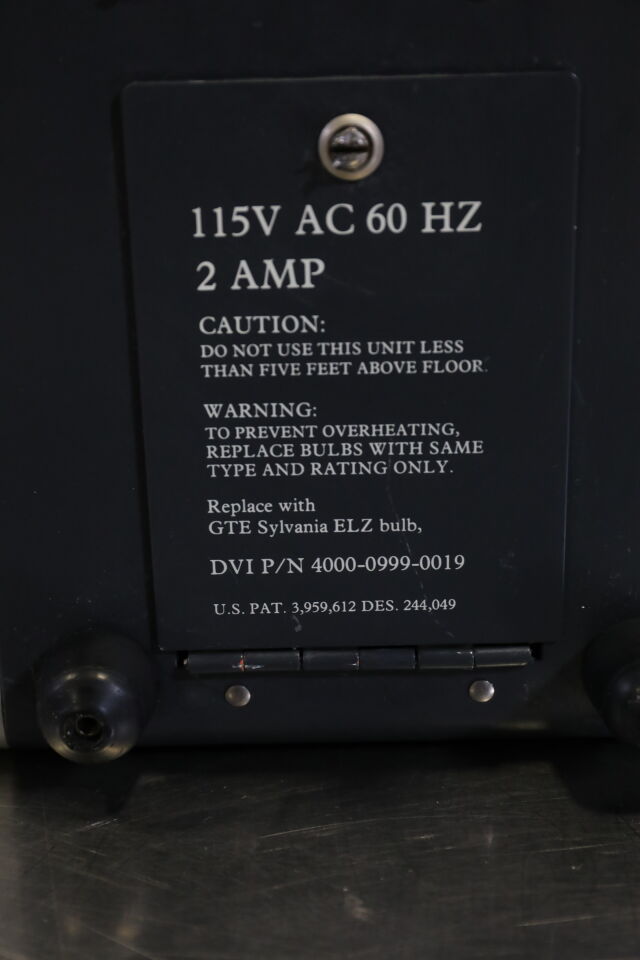 115V AC 60 HZ
2 AMP
CAUTION:
DO NOT USE THIS UNIT LESS
THAN FIVE FEET ABOVE FLOOR.
WARNING:
TO PREVENT OVERHEATING,
REPLACE BULBS WITH SAME
TYPE AND RATING ONLY.
Replace with
GTE Sylvania ELZ bulb,
DVI P/N 4000-0999-0019
U.S. PAT. 3,959,612 DES. 244,049